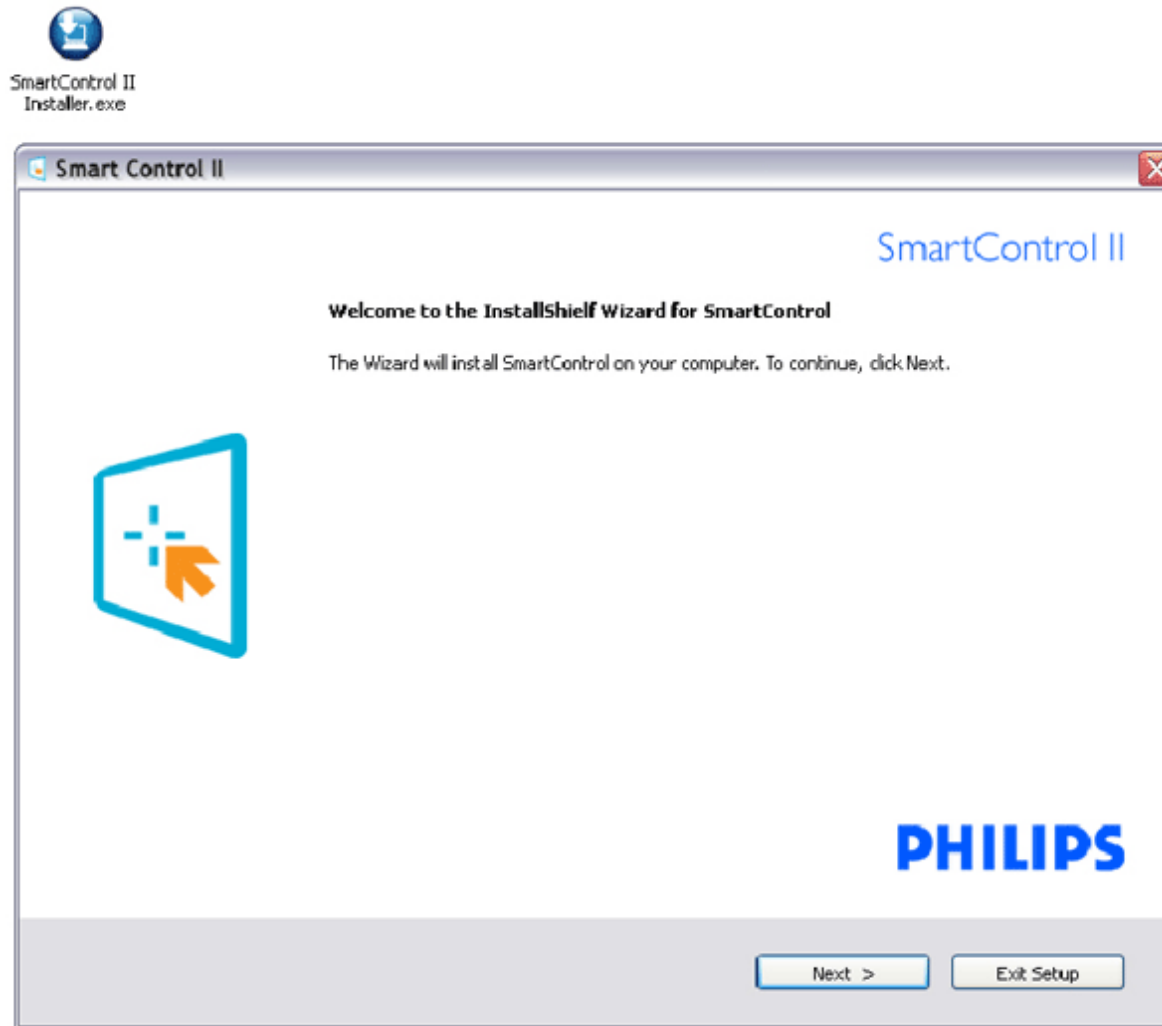 SmartControl II
Installer.exe
Smart Control II
SmartControl II
Welcome to the InstallShielf Wizard for SmartControl
The Wizard will install SmartControl on your computer. To continue, click Next.
PHILIPS
Next >
Exit Setup